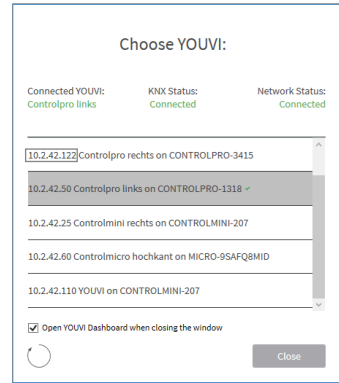 Choose YOUVI:
Connected YOUVI: KNX Status: Network Status:
Controlpro links Connected Connected
10.2.42.122 Controlpro rechts on CONTROLPRO-3415
10.2.42.50 Controlpro links on CONTROLPRO-1318 ✓
10.2.42.25 Controlmini rechts on CONTROLMINI-207
10.2.42.60 Controlmicro hochkant on MICRO-9SAFQ8MID
10.2.42.110 YOUVI on CONTROLMINI-207
Open YOUVI Dashboard when closing the window
Close